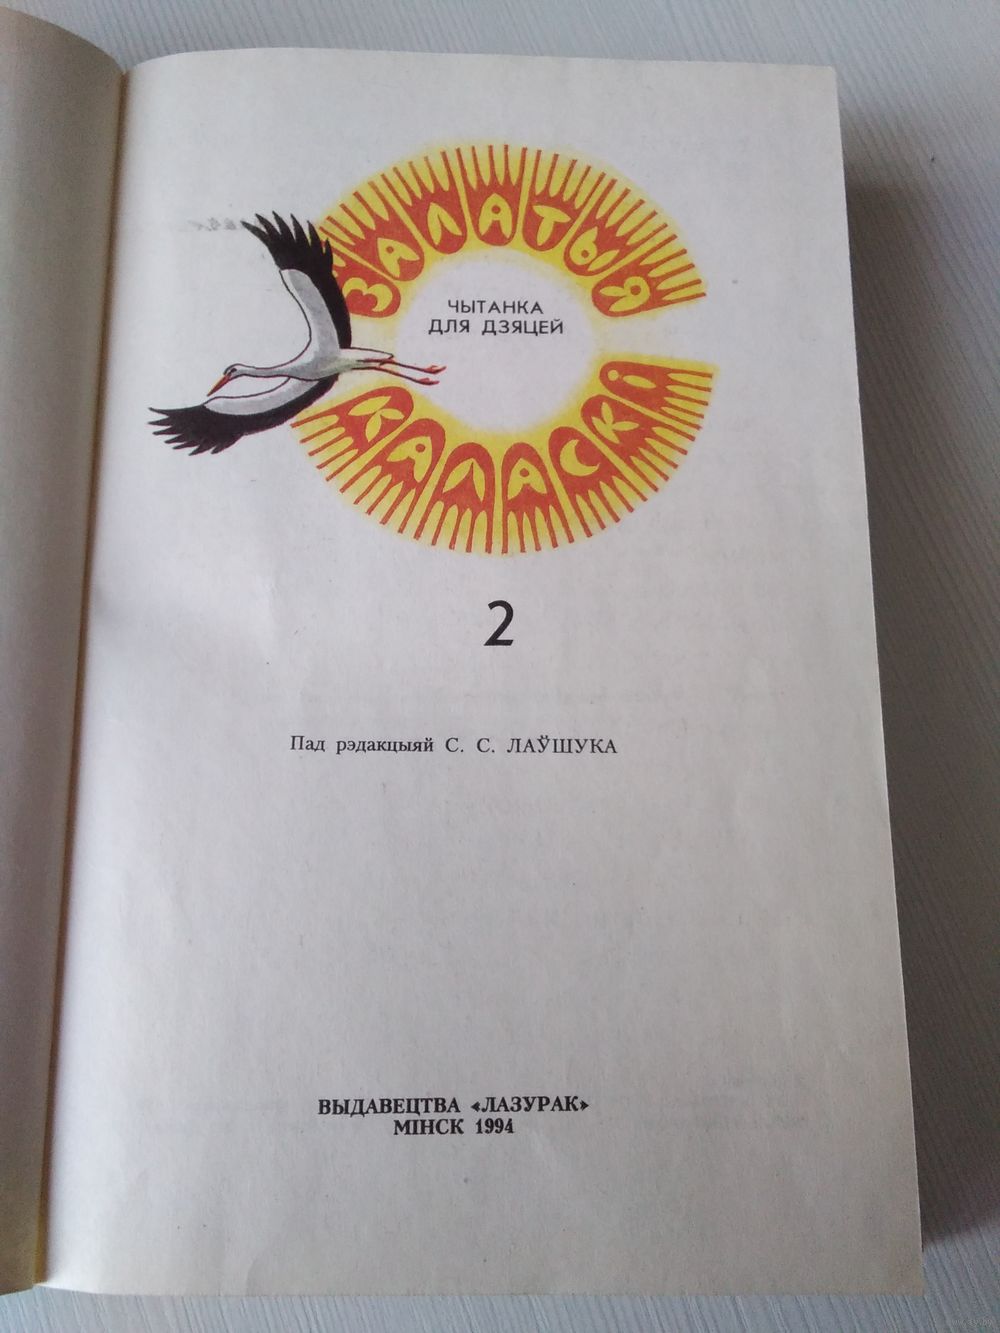 ЗАЛАТЫЯ
ЧЫТАНКА
ДЛЯ ДЗЯЦЕЙ
КАЛАСКІ
2
Пад рэдакцыяй С. С. ЛАЎШУКА
ВЫДАВЕЦТВА «ЛАЗУРАК»
МІНСК 1994